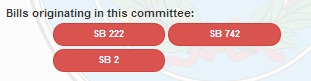 Bills originating in this committee:
SB 222 SB 742
SB 2